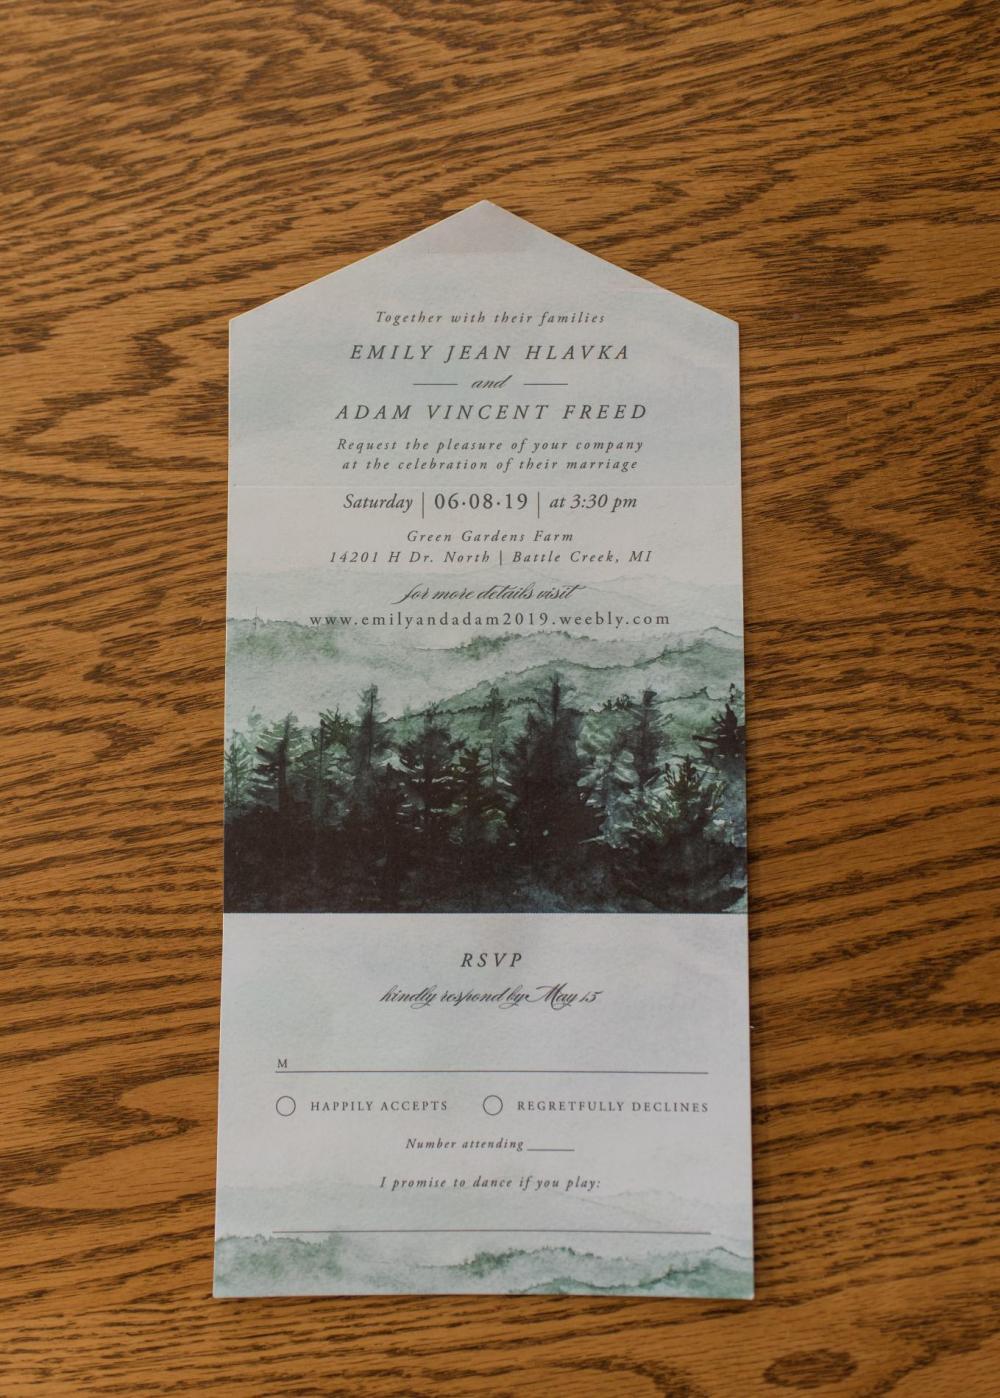 Together with their families
EMILY JEAN HLAVKA
and
ADAM VINCENT FREED
Request the pleasure of your company
at the celebration of their marriage
Saturday | 06·08·19 | at 3:30 pm
Green Gardens Farm
14201 H Dr. North | Battle Creek, MI
for more details visit
www.emilyandadam2019.weebly.com
RSVP
kindly respond by May 15
M
HAPPILY ACCEPTS REGRETFULLY DECLINES
Number attending
I promise to dance if you play: